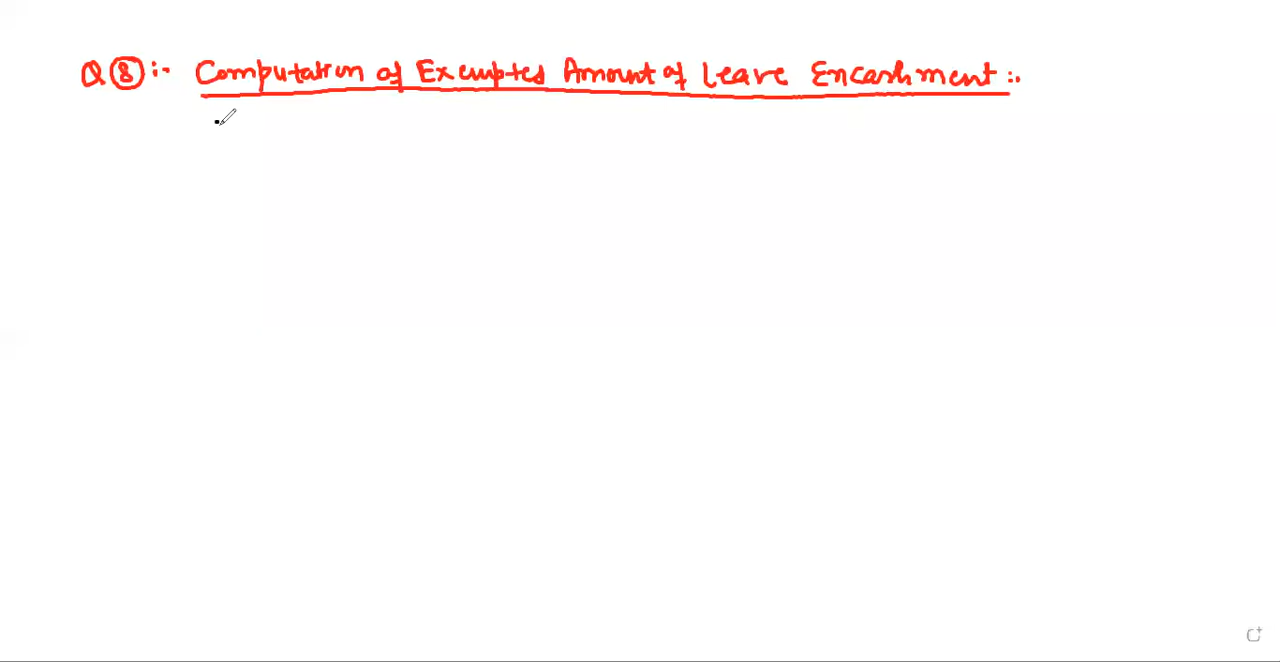 Q ⑧:- Computation of Exempted Amount of Leave Encashment :.